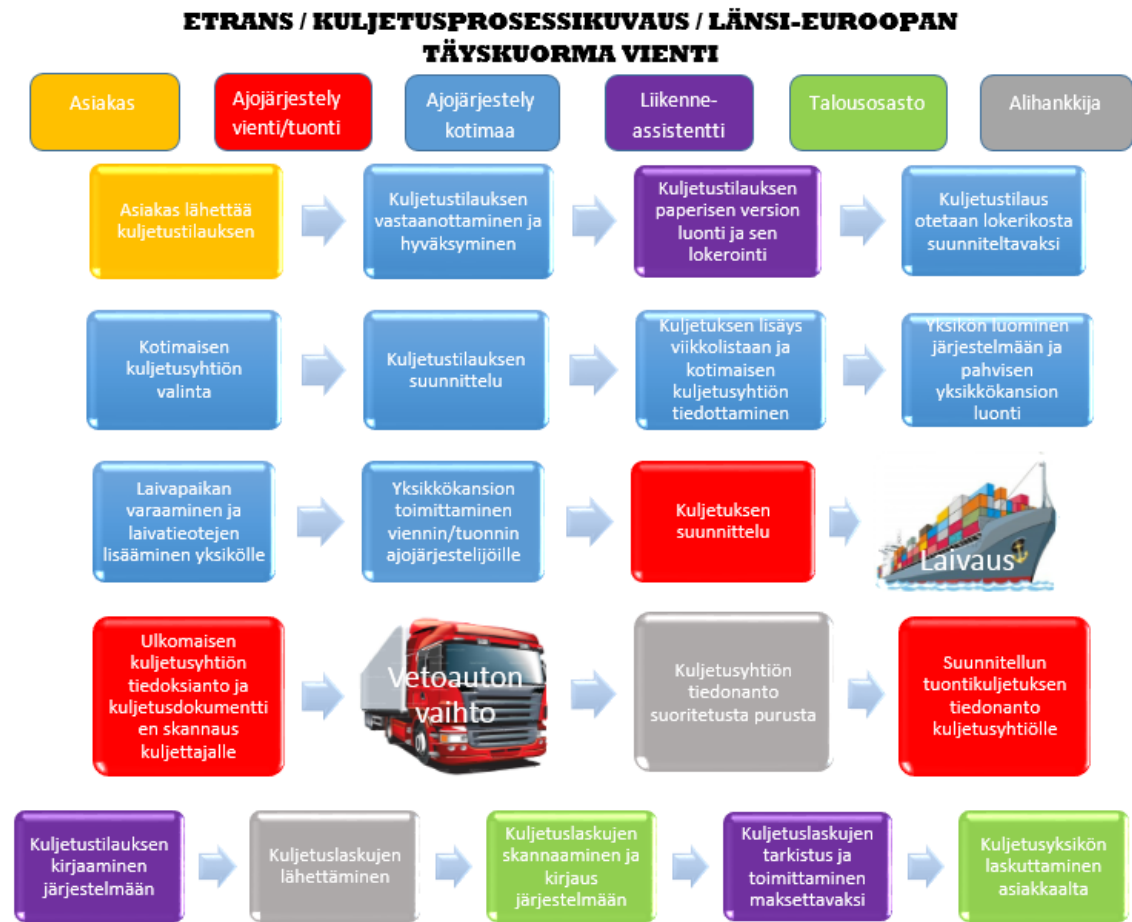 ETRANS / KULJETUSPROSESSIKUVAUS / LÄNSI-EUROOPAN
TÄYSKUORMA VIENTI
Asiakas
Ajojärjestely
vienti/tuonti
Ajojärjestely
kotimaa
Liikenne-
assistentti
Talousosasto
Alihankkija
Asiakas lähettää
kuljetustilauksen
Kuljetustilauksen
vastaanottaminen ja
hyväksyminen
Kuljetustilauksen
paperisen version
luonti ja sen
lokerointi
Kuljetustilaus
otetaan lokerikosta
suunniteltavaksi
Kotimaisen
kuljetusyhtiön
valinta
Kuljetustilauksen
suunnittelu
Kuljetuksen lisäys
viikkolistaan ja
kotimaisen
kuljetusyhtiön
tiedottaminen
Yksikön luominen
järjestelmään ja
pahvisen
yksikkökansion
luonti
Laivapaikan
varaaminen ja
laivatieotejen
lisääminen yksikölle
Yksikkökansion
toimittaminen
viennin/tuonnin
ajojärjestelijöille
Kuljetuksen
suunnittelu
Laivaus
Ulkomaisen
kuljetusyhtiön
tiedoksianto ja
kuljetusdokumentti
en skannaus
kuljettajalle
Vetoauton
vaihto
Kuljetusyhtiön
tiedonanto
suoritetusta purusta
Suunnitellun
tuontikuljetuksen
tiedonanto
kuljetusyhtiölle
Kuljetustilauksen
kirjaaminen
järjestelmään
Kuljetuslaskujen
lähettäminen
Kuljetuslaskujen
skannaaminen ja
kirjaus
järjestelmään
Kuljetuslaskujen
tarkistus ja
toimittaminen
maksettavaksi
Kuljetusyksikön
laskuttaminen
asiakkaalta